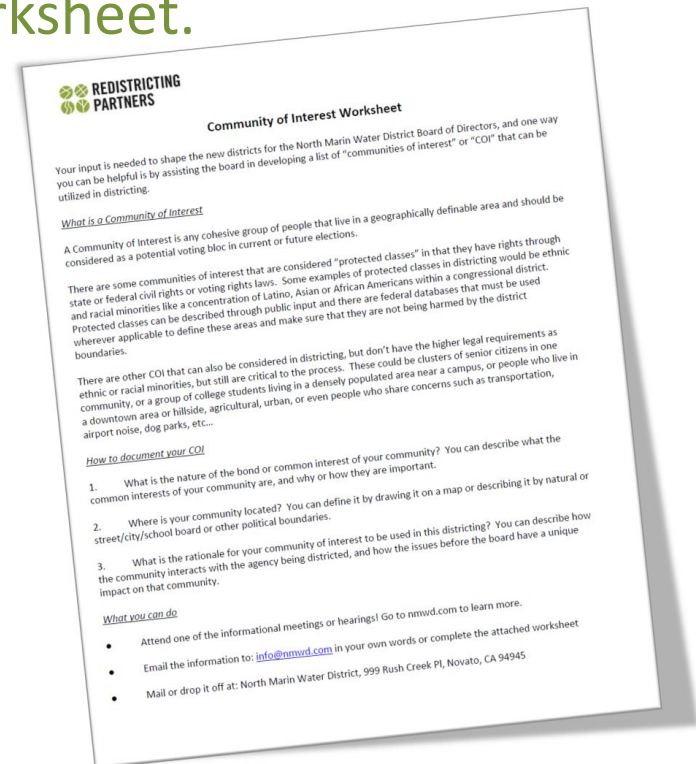 rksheet.
REDISTRICTING
PARTNERS
Community of Interest Worksheet
Your input is needed to shape the new districts for the North Marin Water District Board of Directors, and one way
you can be helpful is by assisting the board in developing a list of “communities of interest” or “COI” that can be
utilized in districting.
What is a Community of Interest
A Community of Interest is any cohesive group of people that live in a geographically definable area and should be
considered as a potential voting bloc in current or future elections.
There are some communities of interest that are considered “protected classes” in that they have rights through
state or federal civil rights or voting rights laws.  Some examples of protected classes in districting would be ethnic
and racial minorities like a concentration of Latino, Asian or African Americans within a congressional district.
Protected classes can be described through public input and there are federal databases that must be used
wherever applicable to define these areas and make sure that they are not being harmed by the district
boundaries.
There are other COI that can also be considered in districting, but don’t have the higher legal requirements as
ethnic or racial minorities, but still are critical to the process.  These could be clusters of senior citizens in one
community, or a group of college students living in a densely populated area near a campus, or people who live in
a downtown area or hillside, agricultural, urban, or even people who share concerns such as transportation,
airport noise, dog parks, etc...
How to document your COI
1. What is the nature of the bond or common interest of your community?  You can describe what the
common interests of your community are, and why or how they are important.
2. Where is your community located?  You can define it by drawing it on a map or describing it by natural or
street/city/school board or other political boundaries.
3. What is the rationale for your community of interest to be used in this districting?  You can describe how
the community interacts with the agency being districted, and how the issues before the board have a unique
impact on that community.
What you can do
• Attend one of the informational meetings or hearings! Go to nmwd.com to learn more.
• Email the information to: info@nmwd.com in your own words or complete the attached worksheet
• Mail or drop it off at: North Marin Water District, 999 Rush Creek Pl, Novato, CA 94945